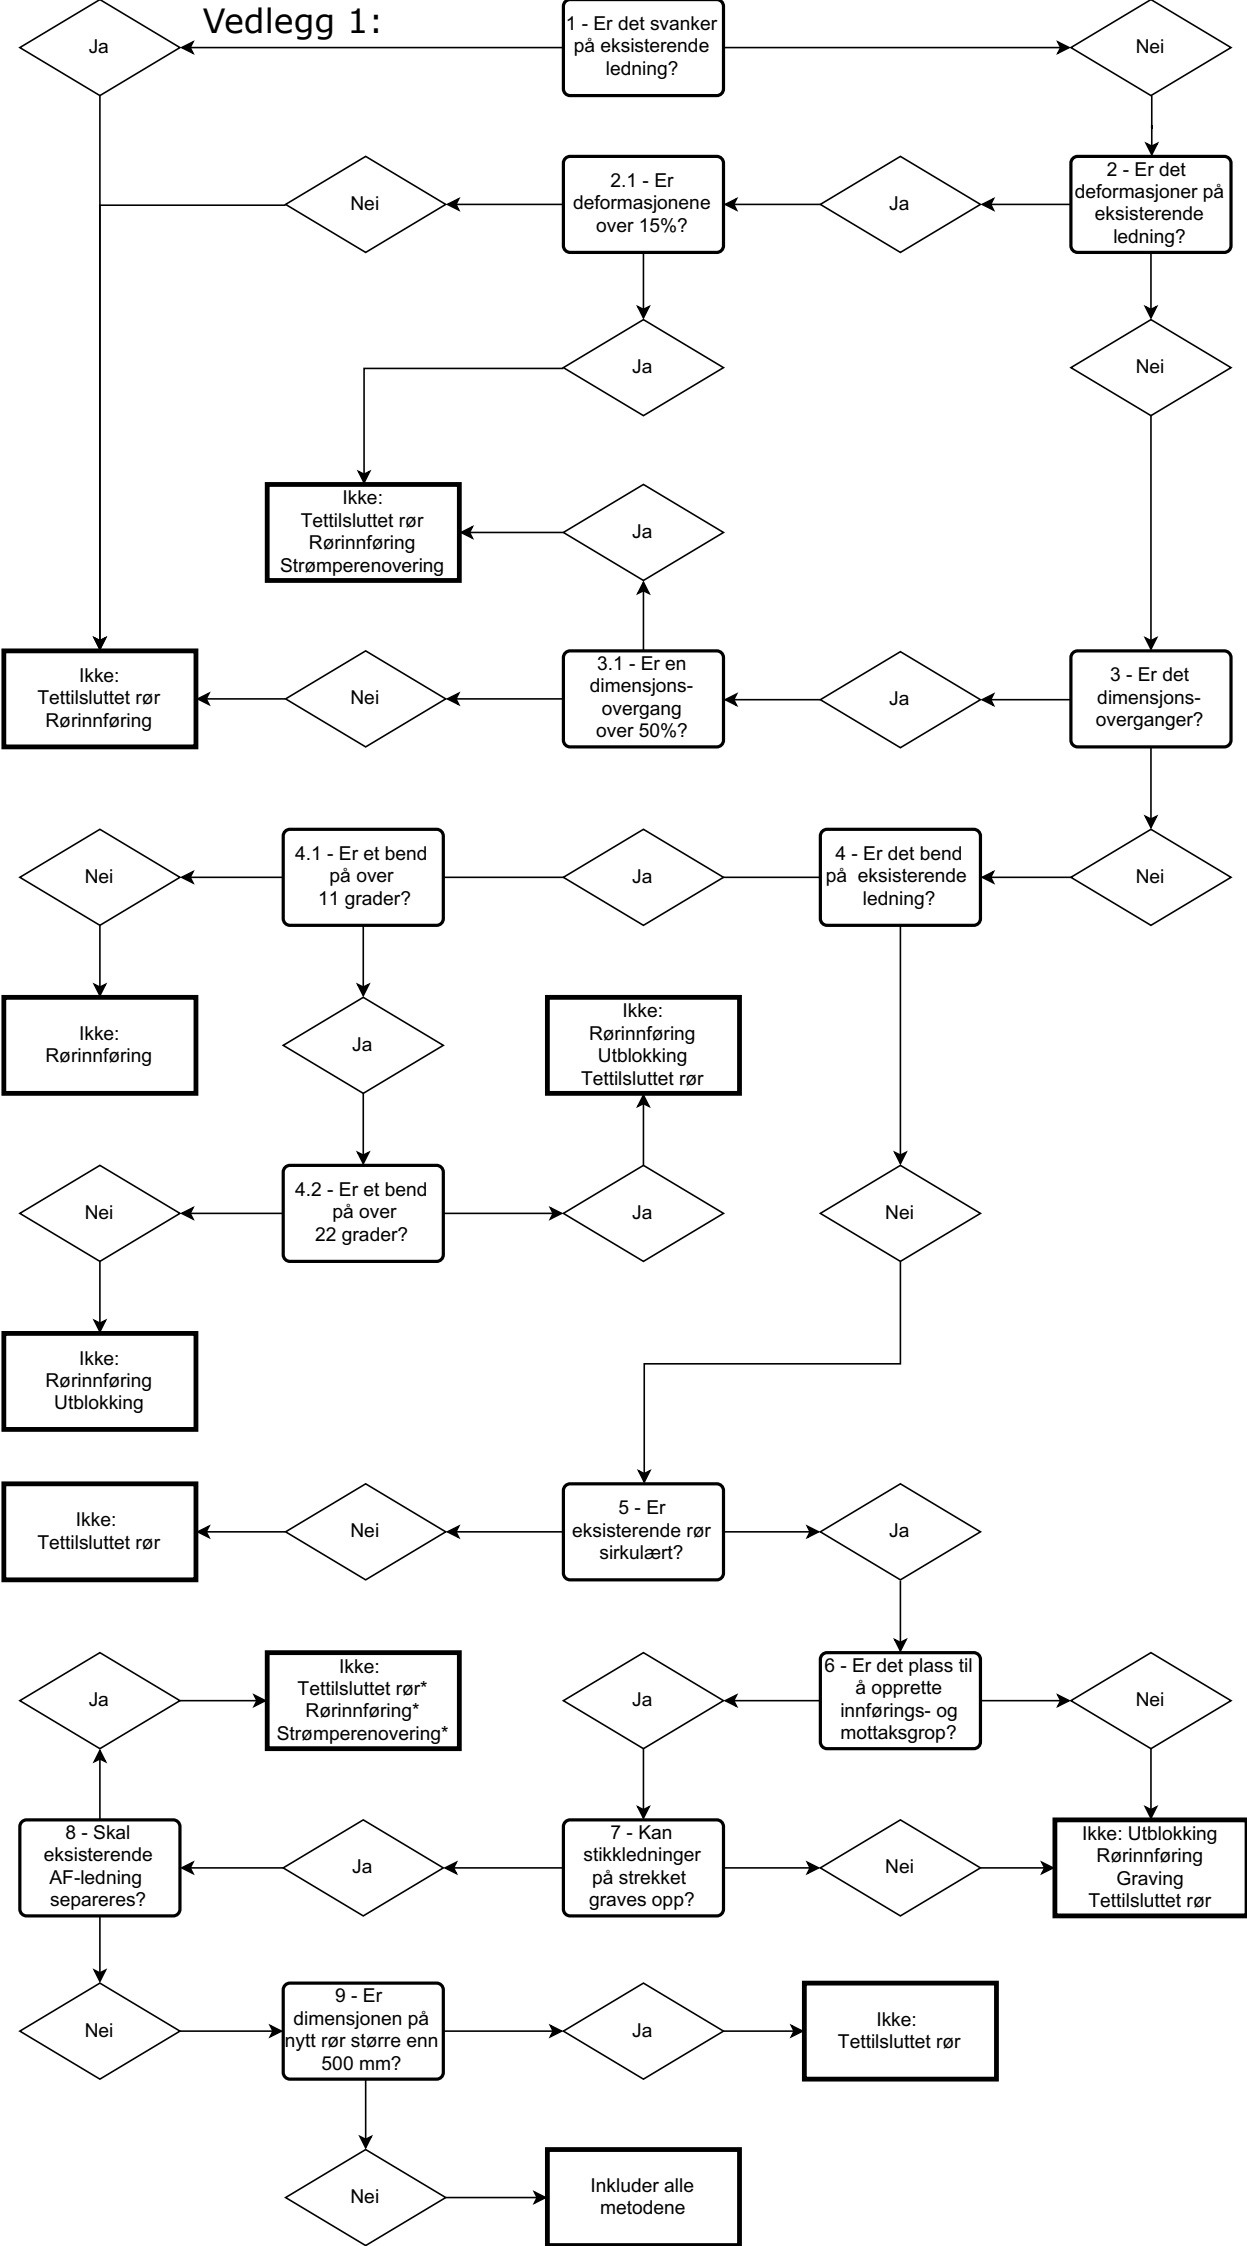 Vedlegg 1:
Ja
1 - Er det svanker
på eksisterende
ledning?
Nei
Nei
2.1 - Er
deformasjonene
over 15%?
Ja
2 - Er det
deformasjoner på
eksisterende
ledning?
Ja
Nei
Ikke:
Tettilsluttet rør
Rørinnføring
Strømperenovering
Ja
Ikke:
Tettilsluttet rør
Rørinnføring
Nei
3.1 - Er en
dimensjons-
overgang
over 50%?
Ja
3 - Er det
dimensjons-
overganger?
Nei
4.1 - Er et bend
på over
11 grader?
Ja
4 - Er det bend
på eksisterende
ledning?
Nei
Ikke:
Rørinnføring
Ja
Ikke:
Rørinnføring
Utblokking
Tettilsluttet rør
Nei
4.2 - Er et bend
på over
22 grader?
Ja
Nei
Ikke:
Rørinnføring
Utblokking
Ikke:
Tettilsluttet rør
Nei
5 - Er
eksisterende rør
sirkulært?
Ja
Ja
Ikke:
Tettilsluttet rør*
Rørinnføring*
Strømperenovering*
Ja
6 - Er det plass til
å opprette
innførings- og
mottaksgrop?
Nei
8 - Skal
eksisterende
AF-ledning
separeres?
Ja
7 - Kan
stikkledninger
på strekket
graves opp?
Nei
Ikke: Utblokking
Rørinnføring
Graving
Tettilsluttet rør
Nei
9 - Er
dimensjonen på
nytt rør større enn
500 mm?
Ja
Ikke:
Tettilsluttet rør
Nei
Inkluder alle
metodene